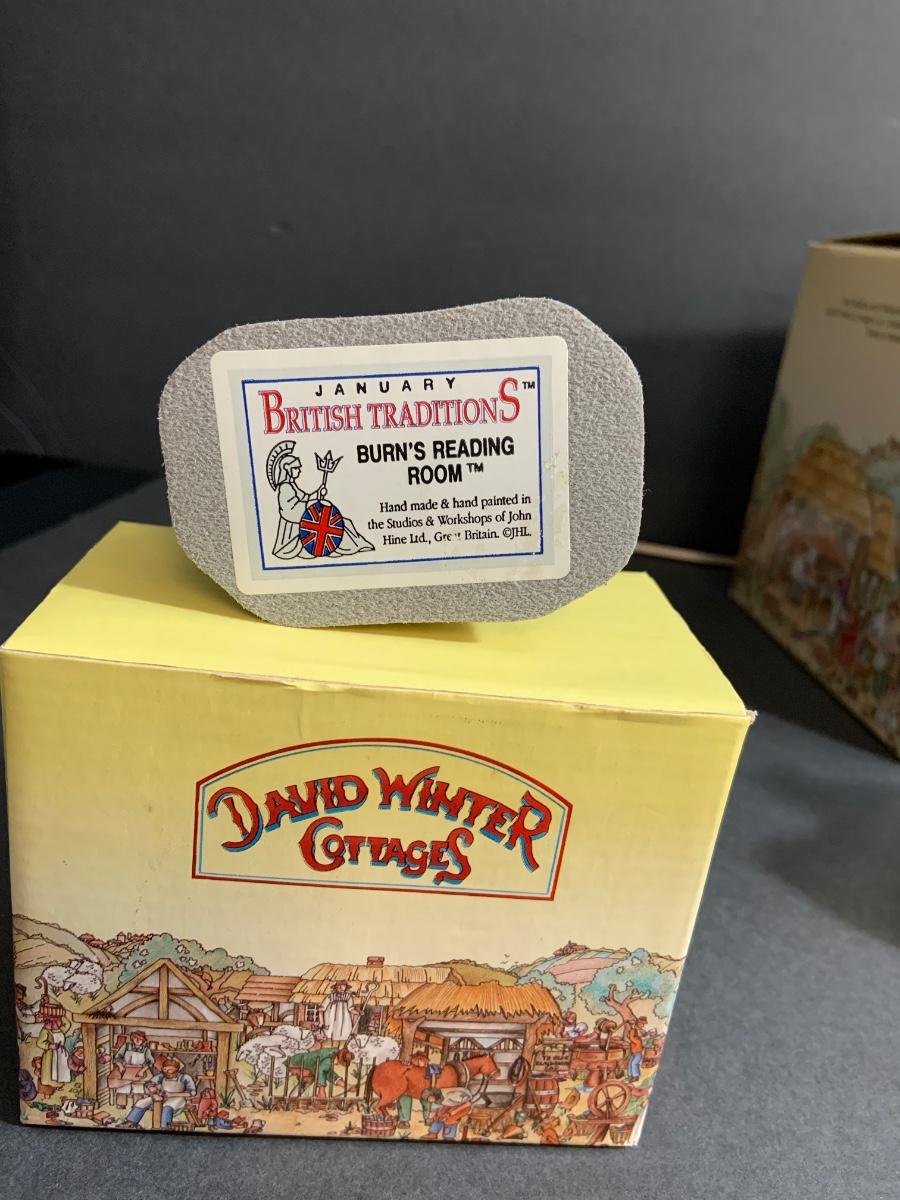 JANUARY
BRITISH TRADITIONS™
BURN'S READING
ROOM™
Hand made & hand painted in
the Studios & Workshops of John
Hine Ltd., Britain. ©JHL.
DAVID WINTER
COTTAGES